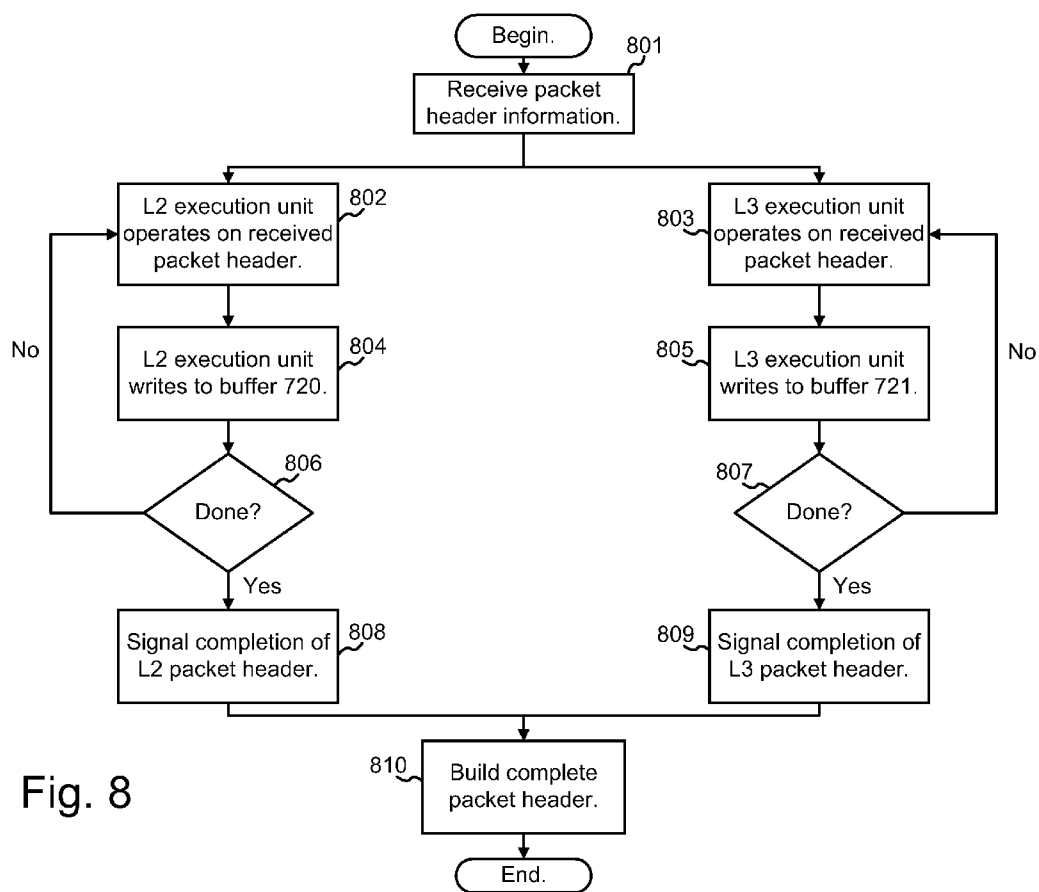 Begin.
801
Receive packet
header information.
L2 execution unit
operates on received
packet header.
802
803
L3 execution unit
operates on received
packet header.
No
L2 execution unit
writes to buffer 720.
804
805
L3 execution unit
writes to buffer 721.
No
806
Done?
807
Done?
Yes
Yes
Signal completion of
L2 packet header.
808
809
Signal completion of
L3 packet header.
810
Build complete
packet header.
Fig. 8
End.